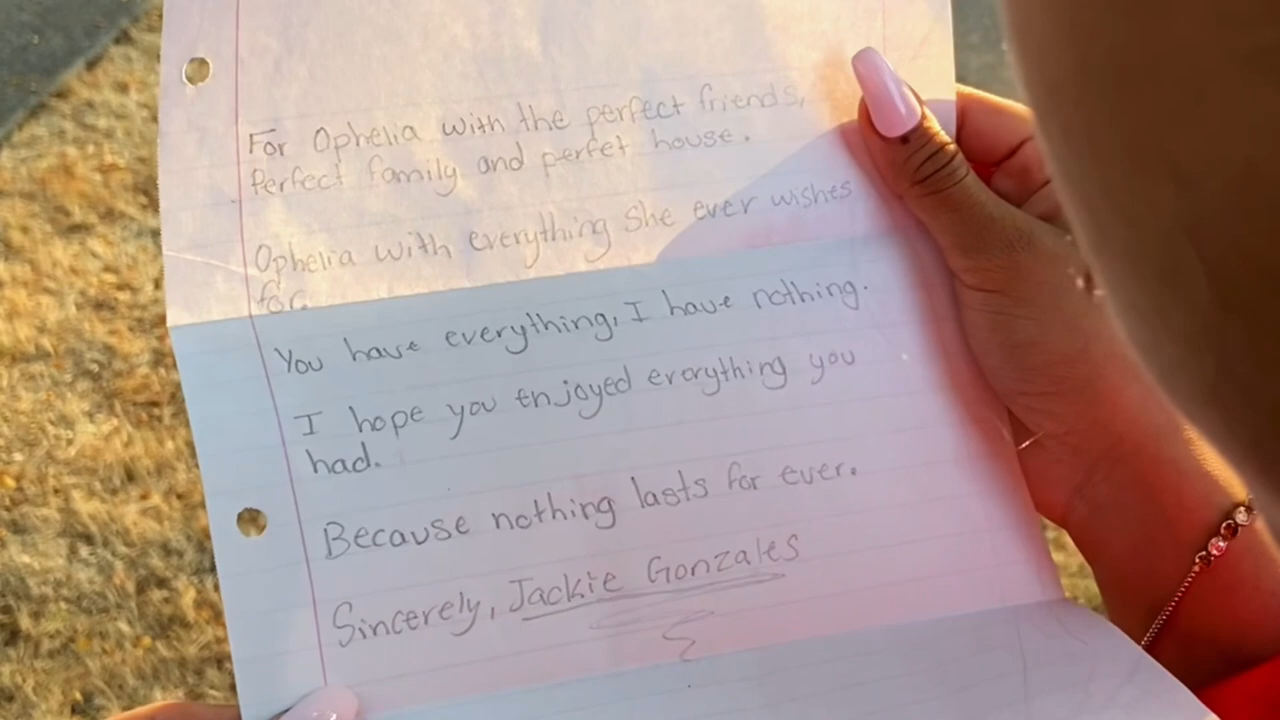 For Ophelia with the perfect friends,
Perfect family and perfet house.
Ophelia with everything she ever wishes
for.
You have everything, I have nothing.
I hope you enjoyed everything you
had.
Because nothing lasts for ever.
Sincerely, Jackie Gonzales